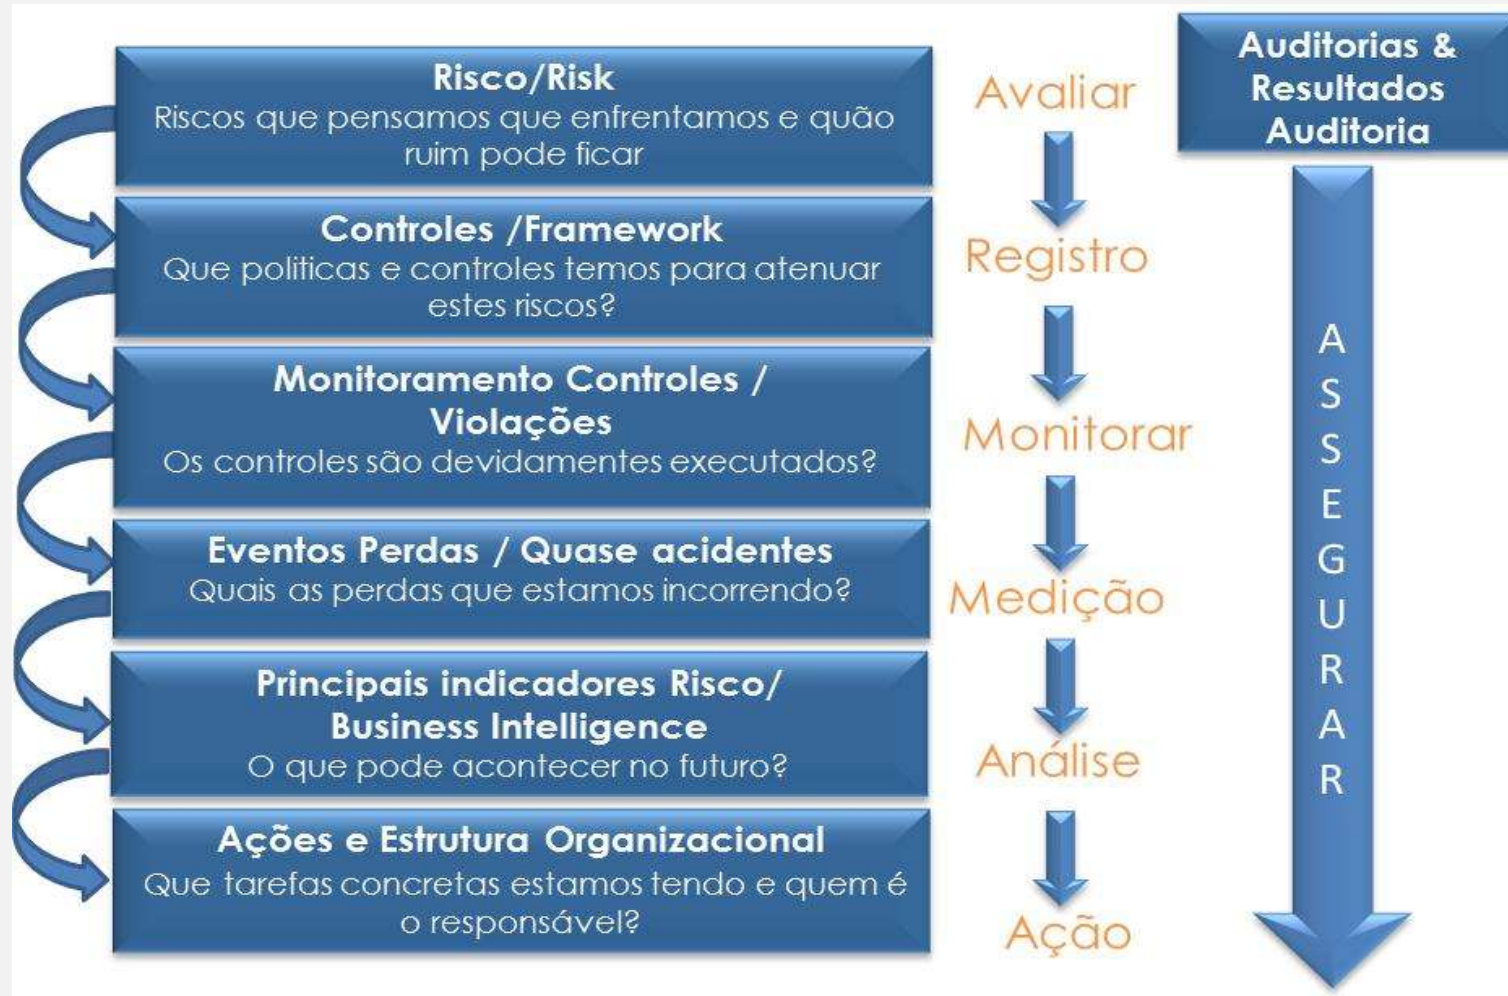 Risco/Risk
Riscos que pensamos que enfrentamos e quão
ruim pode ficar
Controles /Framework
Que politicas e controles temos para atenuar
estes riscos?
Monitoramento Controles /
Violações
Os controles são devidamentes executados?
Eventos Perdas / Quase acidentes
Quais as perdas que estamos incorrendo?
Principais indicadores Risco/
Business Intelligence
O que pode acontecer no futuro?
Ações e Estrutura Organizacional
Que tarefas concretas estamos tendo e quem é
o responsável?
Avaliar
Registro
Monitorar
Medição
Análise
Ação
Auditorias &
Resultados
Auditoria
A
S
S
E
G
U
R
A
R